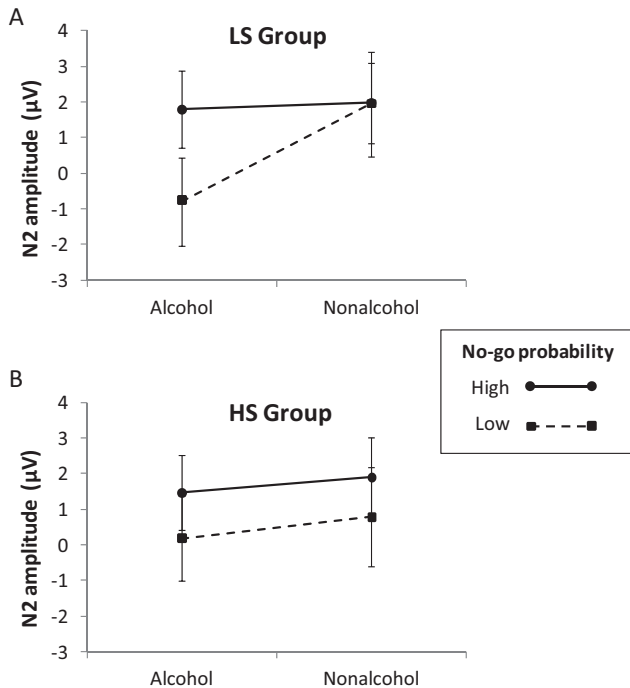 A
LS Group
N2 amplitude (µV)
4
3
2
1
0
-1
-2
-3
Alcohol Nonalcohol
No-go probability
High
Low
B
HS Group
N2 amplitude (µV)
4
3
2
1
0
-1
-2
-3
Alcohol Nonalcohol